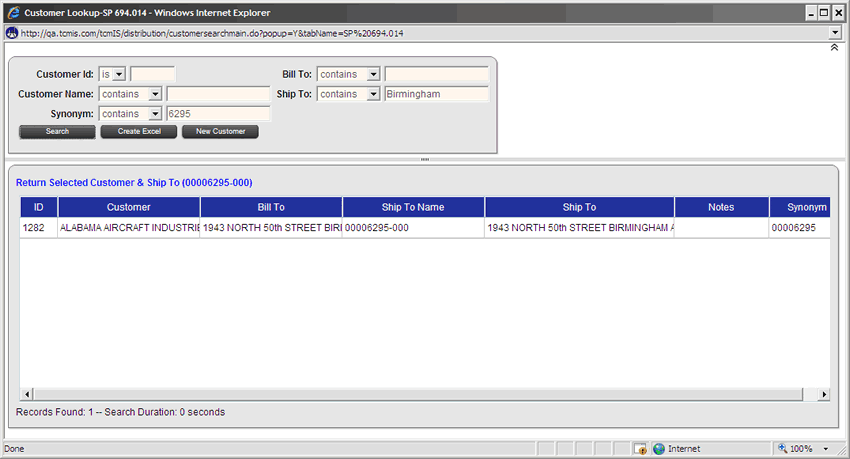 Customer Lookup-SP 694.014 - Windows Internet Explorer
http://qa.tcmis.com/tcmIS/distribution/customersearchmain.do?popup=Y&tabName=SP%20694.014
Customer Id: is Bill To: contains
Customer Name: contains Ship To: contains Birmingham
Synonym: contains 6295
Search Create Excel New Customer
Return Selected Customer & Ship To (00006295-000)
ID Customer Bill To Ship To Name Ship To Notes Synonym
1282 ALABAMA AIRCRAFT INDUSTRIE 1943 NORTH 50th STREET BIRI 00006295-000 1943 NORTH 50th STREET BIRMINGHAM A 00006295
Records Found: 1 -- Search Duration: 0 seconds
Done Internet 100%